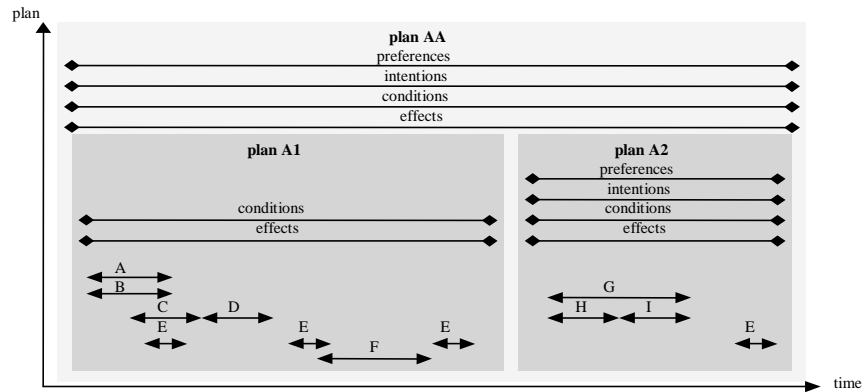 plan
plan AA
preferences
intentions
conditions
effects
plan A1
plan A2
preferences
intentions
conditions
conditions
effects
effects
A
B
G
C
D
H
I
E
E
E
E
F
time